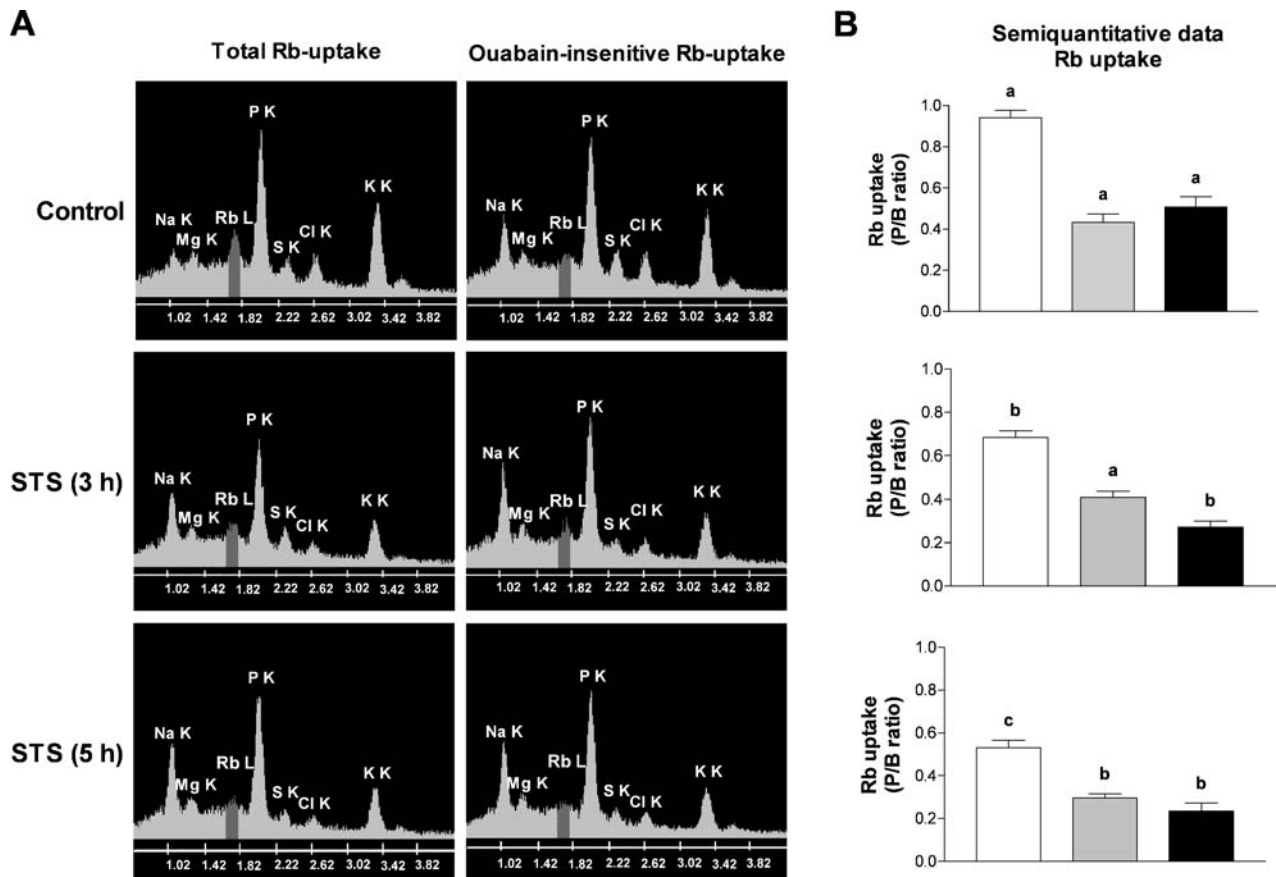 A
B
Total Rb-uptake
Ouabain-insenitive Rb-uptake
Semiquantitative data
Rb uptake
Control
Na K
Mg K
Rb L
P K
S K
Cl K
K K
1.02 1.42 1.82 2.22 2.62 3.02 3.42 3.82
Na K
Mg K
Rb L
P K
S K
Cl K
K K
1.02 1.42 1.82 2.22 2.62 3.02 3.42 3.82
Rb uptake
(P/B ratio)
1.0
0.8
0.6
0.4
0.2
0.0
a
a
a
STS (3 h)
Na K
Mg K
Rb L
P K
S K
Cl K
K K
1.02 1.42 1.82 2.22 2.62 3.02 3.42 3.82
Na K
Mg K
Rb L
P K
S K
Cl K
K K
1.02 1.42 1.82 2.22 2.62 3.02 3.42 3.82
Rb uptake
(P/B ratio)
1.0
0.8
0.6
0.4
0.2
0.0
b
a
b
STS (5 h)
Na K
Mg K
Rb L
P K
S K
Cl K
K K
1.02 1.42 1.82 2.22 2.62 3.02 3.42 3.82
Na K
Mg K
Rb L
P K
S K
Cl K
K K
1.02 1.42 1.82 2.22 2.62 3.02 3.42 3.82
Rb uptake
(P/B ratio)
1.0
0.8
0.6
0.4
0.2
0.0
c
b
b